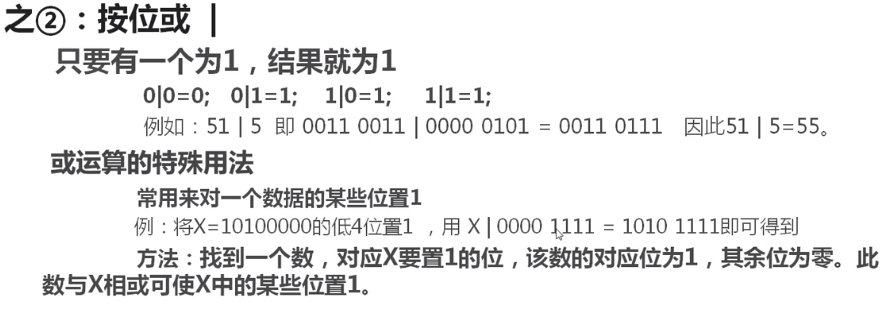 之②：按位或 |
只要有一个为1，结果就为1
0|0=0; 0|1=1; 1|0=1; 1|1=1;
例如：51 | 5 即 0011 0011 | 0000 0101 = 0011 0111 因此51 | 5=55。
或运算的特殊用法
常用来对一个数据的某些位置1
例：将X=10100000的低4位置1 ，用 X | 0000 1111 = 1010 1111即可得到
方法：找到一个数，对应X要置1的位，该数的对应位为1，其余位为零。此
数与X相或可使X中的某些位置1。